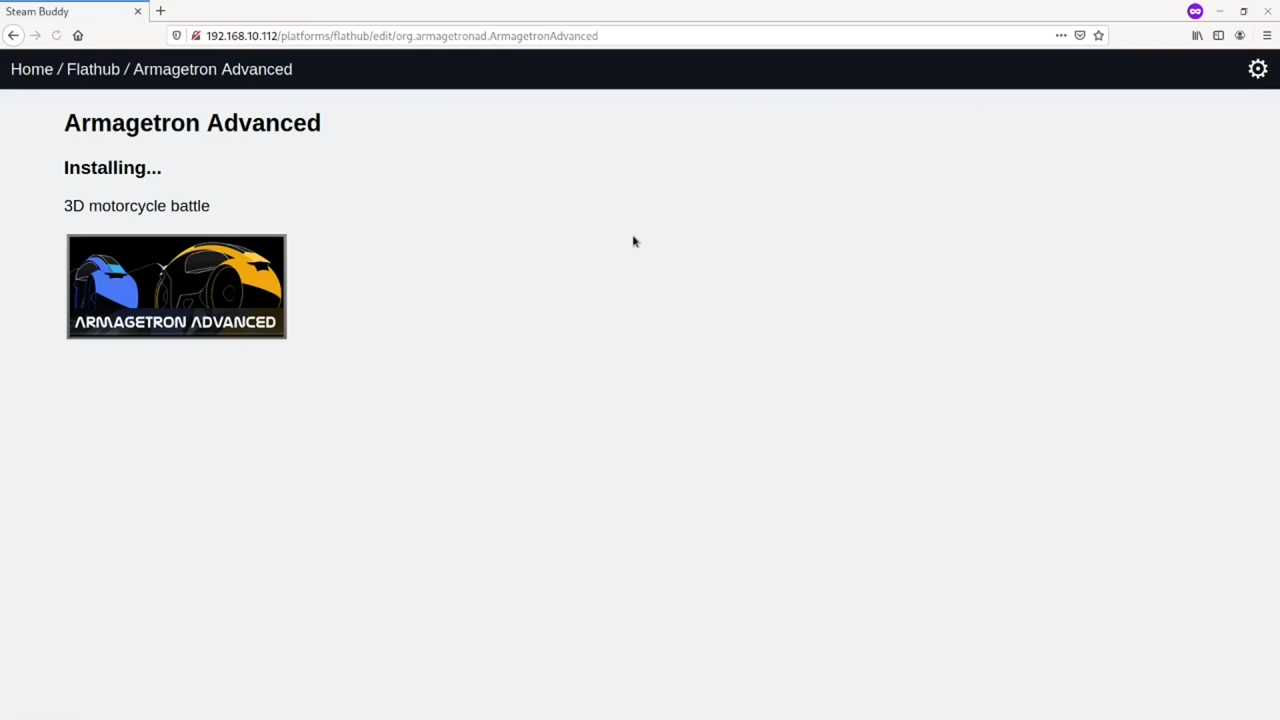 Steam Buddy
192.168.10.112/platforms/flathub/edit/org.armagetronad.ArmagetronAdvanced
Home / Flathub / Armagetron Advanced
Armagetron Advanced
Installing...
3D motorcycle battle
ARMAGETRON ADVANCED